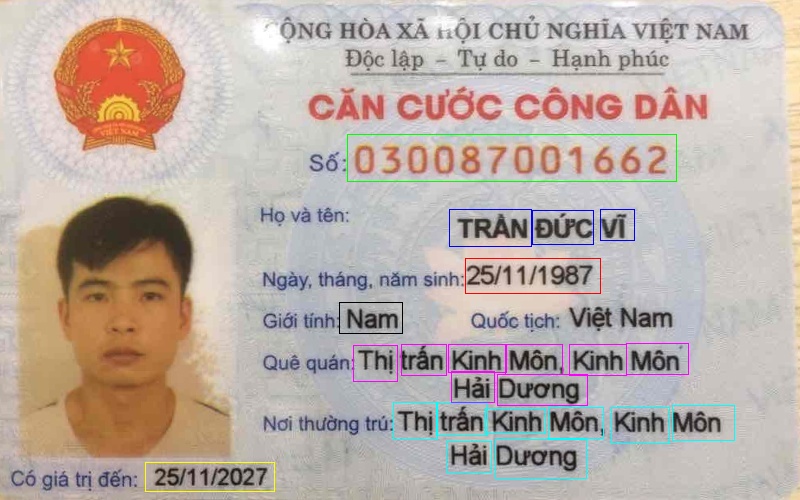 CỘNG HÒA XÃ HỘI CHỦ NGHĨA VIỆT NAM
Độc lập – Tự do – Hạnh phúc
CĂN CƯỚC CÔNG DÂN
Số: 030087001662
Họ và tên: TRẦN ĐỨC VĨ
Ngày, tháng, năm sinh: 25/11/1987
Giới tính: Nam Quốc tịch: Việt Nam
Quê quán: Thị trấn Kinh Môn, Kinh Môn
Hải Dương
Nơi thường trú: Thị trấn Kinh Môn, Kinh Môn
Hải Dương
Có giá trị đến: 25/11/2027
VIỆT NAM